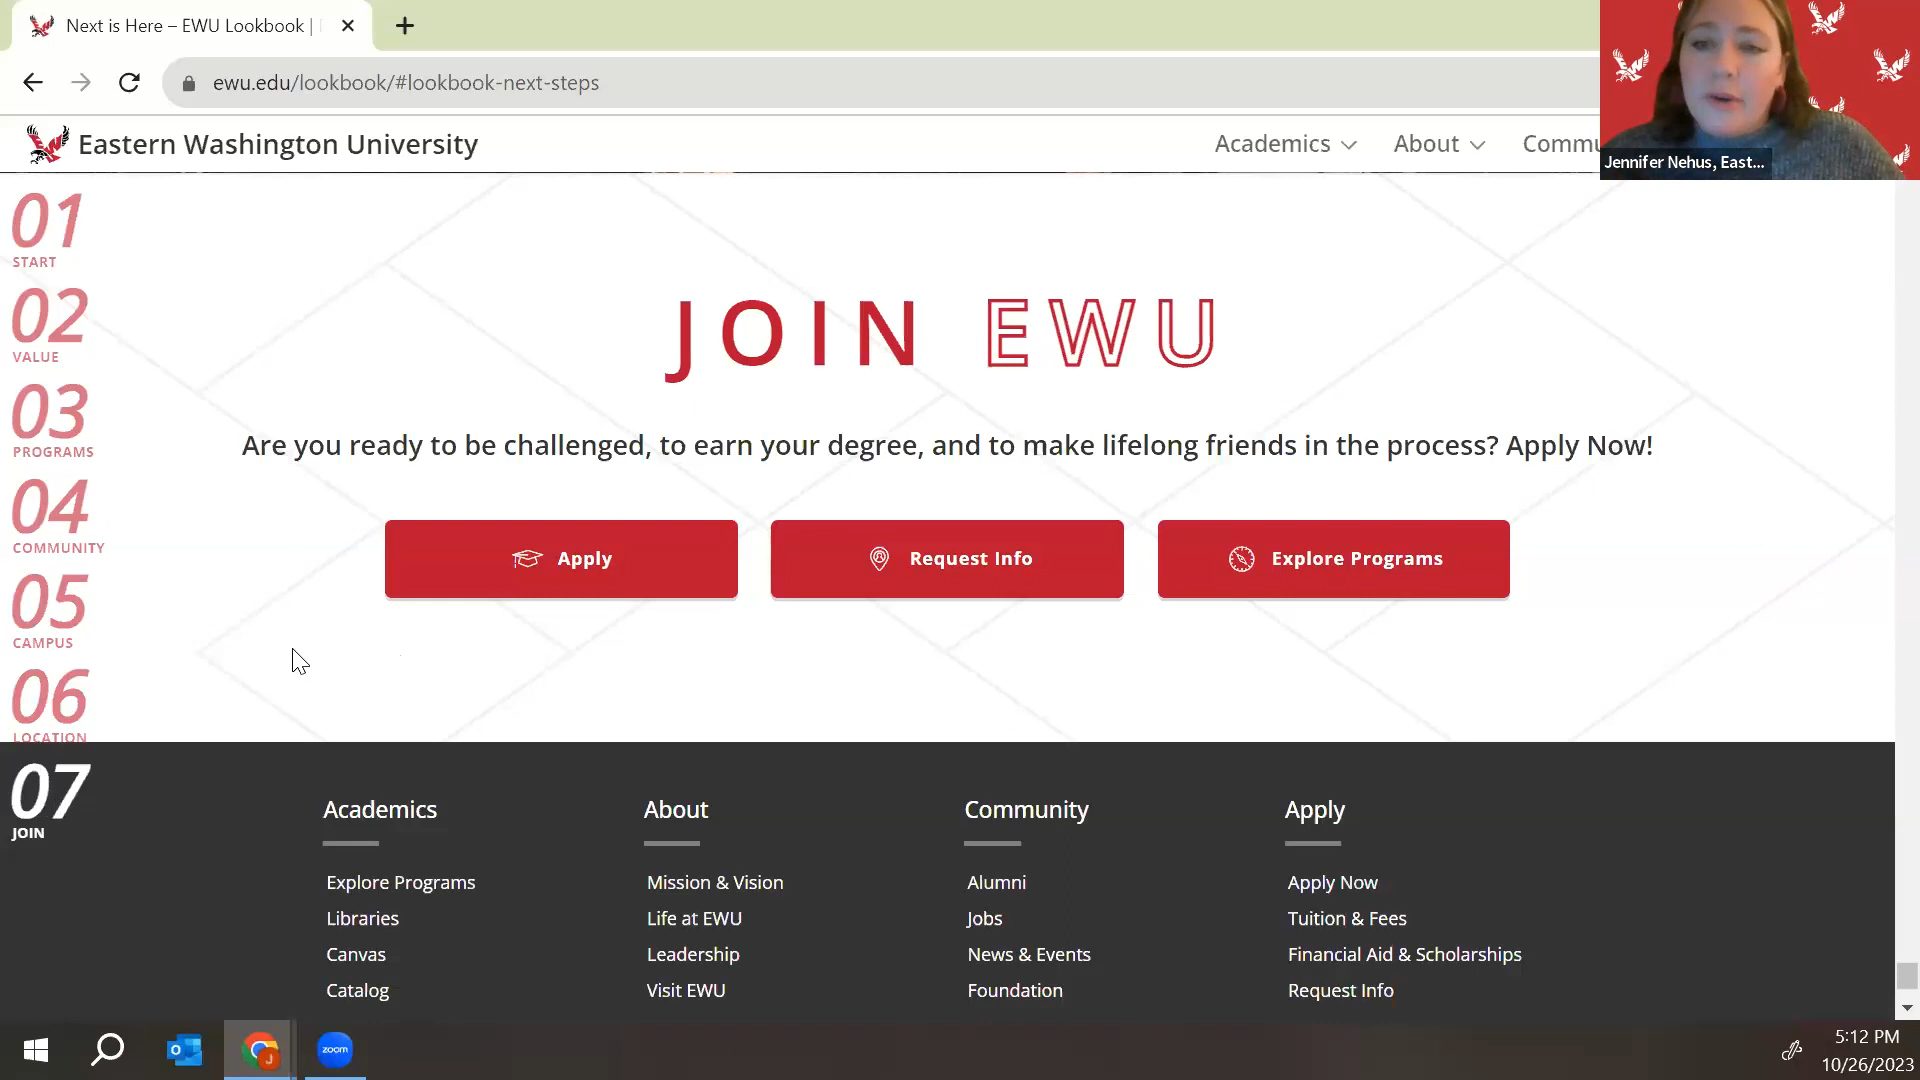 Next is Here – EWU Lookbook |
ewu.edu/lookbook/#lookbook-next-steps
Eastern Washington University
Academics
About
Commu
Jennifer Nehus, East...
01
START
02
VALUE
03
PROGRAMS
04
COMMUNITY
05
CAMPUS
06
LOCATION
07
JOIN
JOIN EWU
Are you ready to be challenged, to earn your degree, and to make lifelong friends in the process? Apply Now!
Apply
Request Info
Explore Programs
Academics
Explore Programs
Libraries
Canvas
Catalog
About
Mission & Vision
Life at EWU
Leadership
Visit EWU
Community
Alumni
Jobs
News & Events
Foundation
Apply
Apply Now
Tuition & Fees
Financial Aid & Scholarships
Request Info
zoom
5:12 PM
10/26/2023